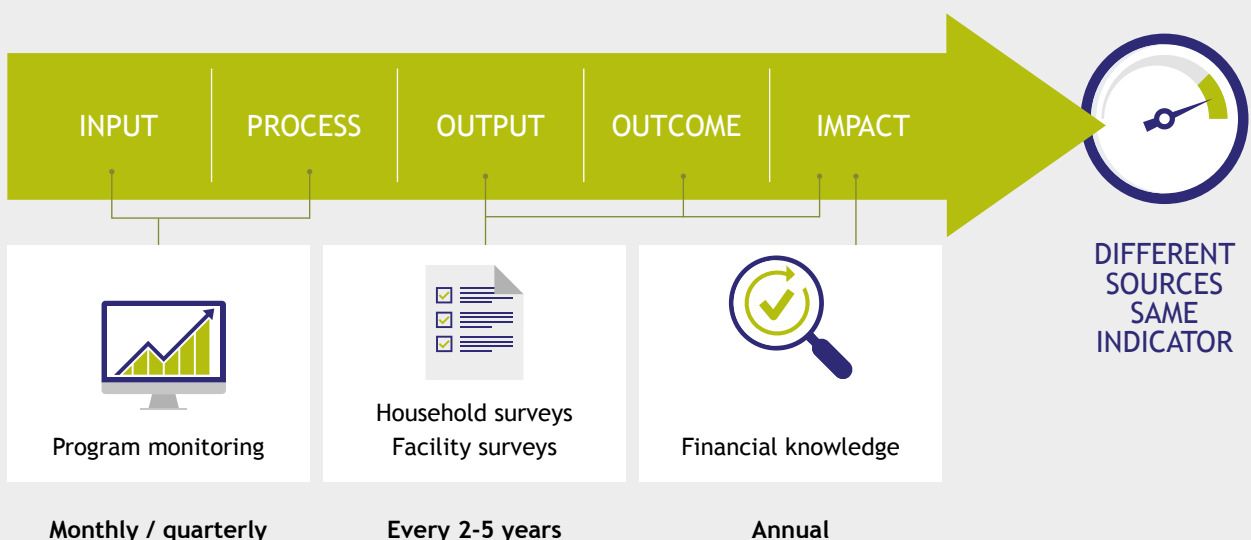 INPUT
PROCESS
OUTPUT
OUTCOME
IMPACT
DIFFERENT
SOURCES
SAME
INDICATOR
Program monitoring
Household surveys
Facility surveys
Financial knowledge
Monthly / quarterly
Every 2-5 years
Annual